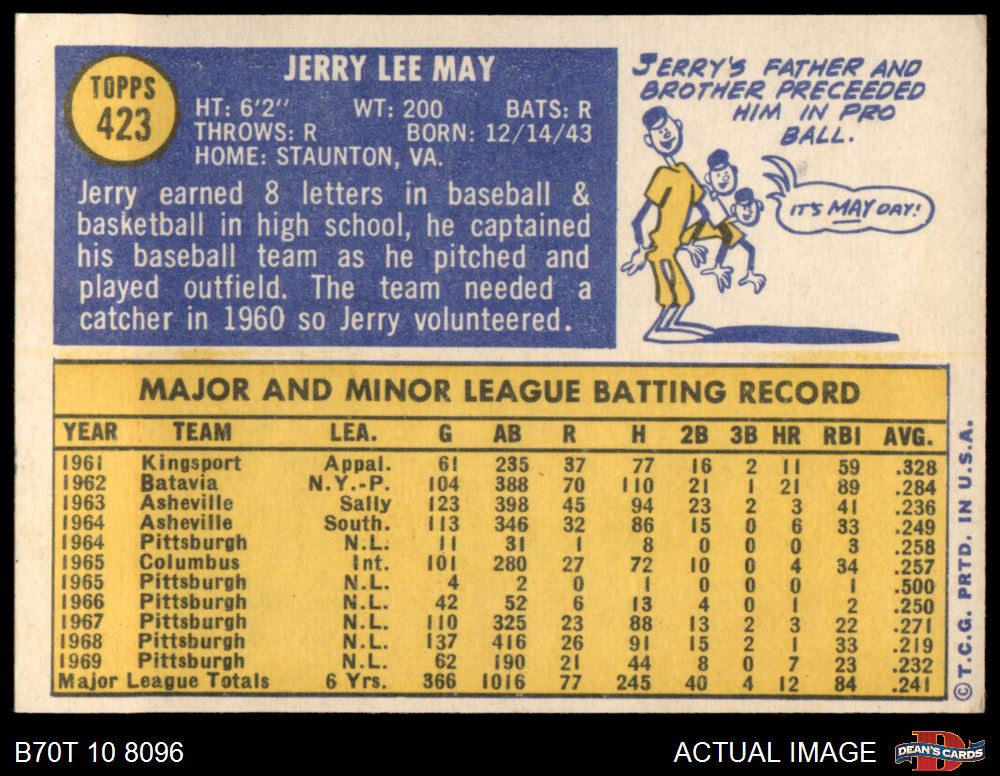 TOPPS
423
JERRY LEE MAY
HT: 6'2" WT: 200 BATS: R
THROWS: R BORN: 12/14/43
HOME: STAUNTON, VA.
Jerry earned 8 letters in baseball &
basketball in high school, he captained
his baseball team as he pitched and
played outfield. The team needed a
catcher in 1960 so Jerry volunteered.
JERRY'S FATHER AND
BROTHER PRECEEDED
HIM IN PRO
BALL.
IT'S MAY DAY!
MAJOR AND MINOR LEAGUE BATTING RECORD
YEAR TEAM LEA. G AB R H 2B 3B HR RBI AVG.
1961 Kingsport Appal. 61 235 37 77 16 2 11 59 .328
1962 Batavia N.Y.-P. 104 388 70 110 21 1 21 89 .284
1963 Asheville Sally 123 398 45 94 23 2 3 41 .236
1964 Asheville South. 113 346 32 86 15 0 6 33 .249
1964 Pittsburgh N.L. 11 31 1 8 0 0 0 3 .258
1965 Columbus Int. 101 280 27 72 10 0 4 34 .257
1965 Pittsburgh N.L. 4 2 0 1 0 0 0 1 .500
1966 Pittsburgh N.L. 42 52 6 13 4 0 1 2 .250
1967 Pittsburgh N.L. 110 325 23 88 13 2 3 22 .271
1968 Pittsburgh N.L. 137 416 26 91 15 2 1 33 .219
1969 Pittsburgh N.L. 62 190 21 44 8 0 7 23 .232
Major League Totals 6 Yrs. 366 1016 77 245 40 4 12 84 .241
©T.C.G. PRTD. IN U.S.A.
B70T 10 8096
ACTUAL IMAGE
DEAN'S CARDS